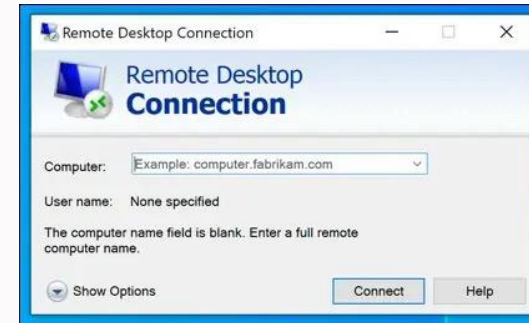 Remote Desktop Connection
Remote Desktop
Connection
Computer: Example: computer.fabrikam.com
User name: None specified
The computer name field is blank. Enter a full remote
computer name.
Show Options Connect Help